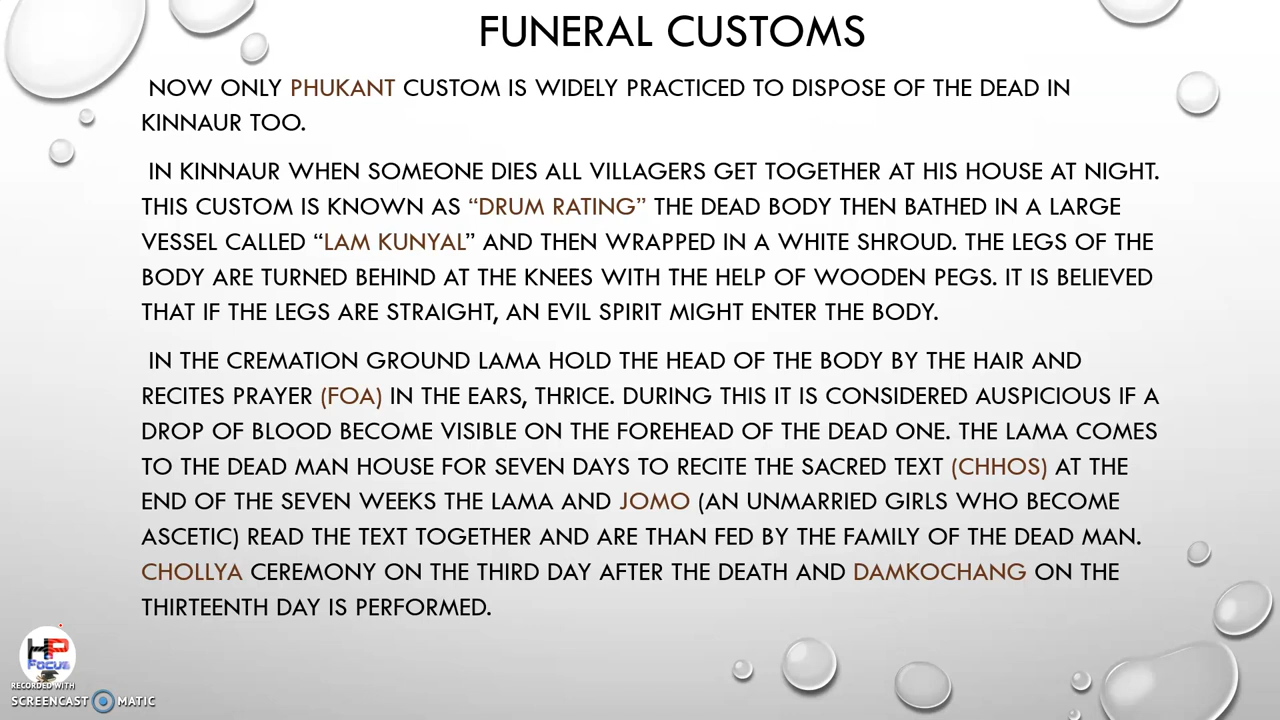 FUNERAL CUSTOMS
NOW ONLY PHUKANT CUSTOM IS WIDELY PRACTICED TO DISPOSE OF THE DEAD IN
KINNAUR TOO.
IN KINNAUR WHEN SOMEONE DIES ALL VILLAGERS GET TOGETHER AT HIS HOUSE AT NIGHT.
THIS CUSTOM IS KNOWN AS “DRUM RATING” THE DEAD BODY THEN BATHED IN A LARGE
VESSEL CALLED “LAM KUNYAL” AND THEN WRAPPED IN A WHITE SHROUD. THE LEGS OF THE
BODY ARE TURNED BEHIND AT THE KNEES WITH THE HELP OF WOODEN PEGS. IT IS BELIEVED
THAT IF THE LEGS ARE STRAIGHT, AN EVIL SPIRIT MIGHT ENTER THE BODY.
IN THE CREMATION GROUND LAMA HOLD THE HEAD OF THE BODY BY THE HAIR AND
RECITES PRAYER (FOA) IN THE EARS, THRICE. DURING THIS IT IS CONSIDERED AUSPICIOUS IF A
DROP OF BLOOD BECOME VISIBLE ON THE FOREHEAD OF THE DEAD ONE. THE LAMA COMES
TO THE DEAD MAN HOUSE FOR SEVEN DAYS TO RECITE THE SACRED TEXT (CHHOS) AT THE
END OF THE SEVEN WEEKS THE LAMA AND JOMO (AN UNMARRIED GIRLS WHO BECOME
ASCETIC) READ THE TEXT TOGETHER AND ARE THAN FED BY THE FAMILY OF THE DEAD MAN.
CHOLLYA CEREMONY ON THE THIRD DAY AFTER THE DEATH AND DAMKOCHANG ON THE
THIRTEENTH DAY IS PERFORMED.
HP
Focus
RECORDED WITH
SCREENCAST MATIC